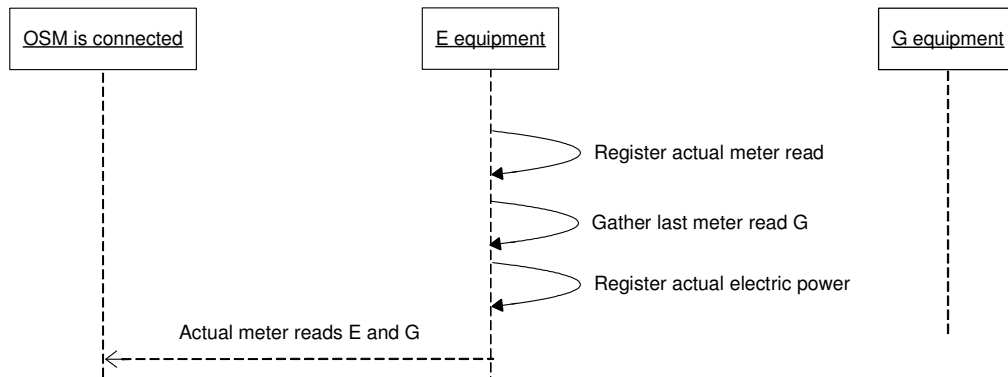 OSM is connected
E equipment
G equipment
Register actual meter read
Gather last meter read G
Register actual electric power
Actual meter reads E and G